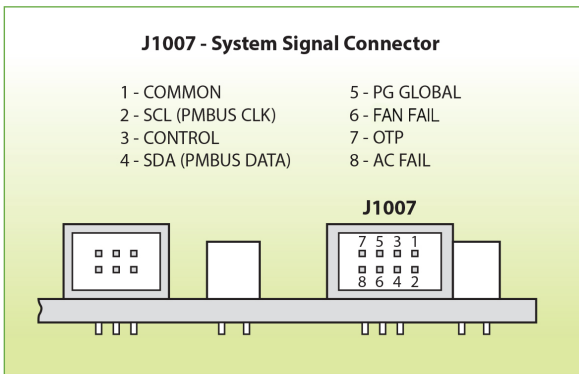 J1007 - System Signal Connector
1 - COMMON
2 - SCL (PMBUS CLK)
3 - CONTROL
4 - SDA (PMBUS DATA)
5 - PG GLOBAL
6 - FAN FAIL
7 - OTP
8 - AC FAIL
J1007
7 5 3 1
8 6 4 2